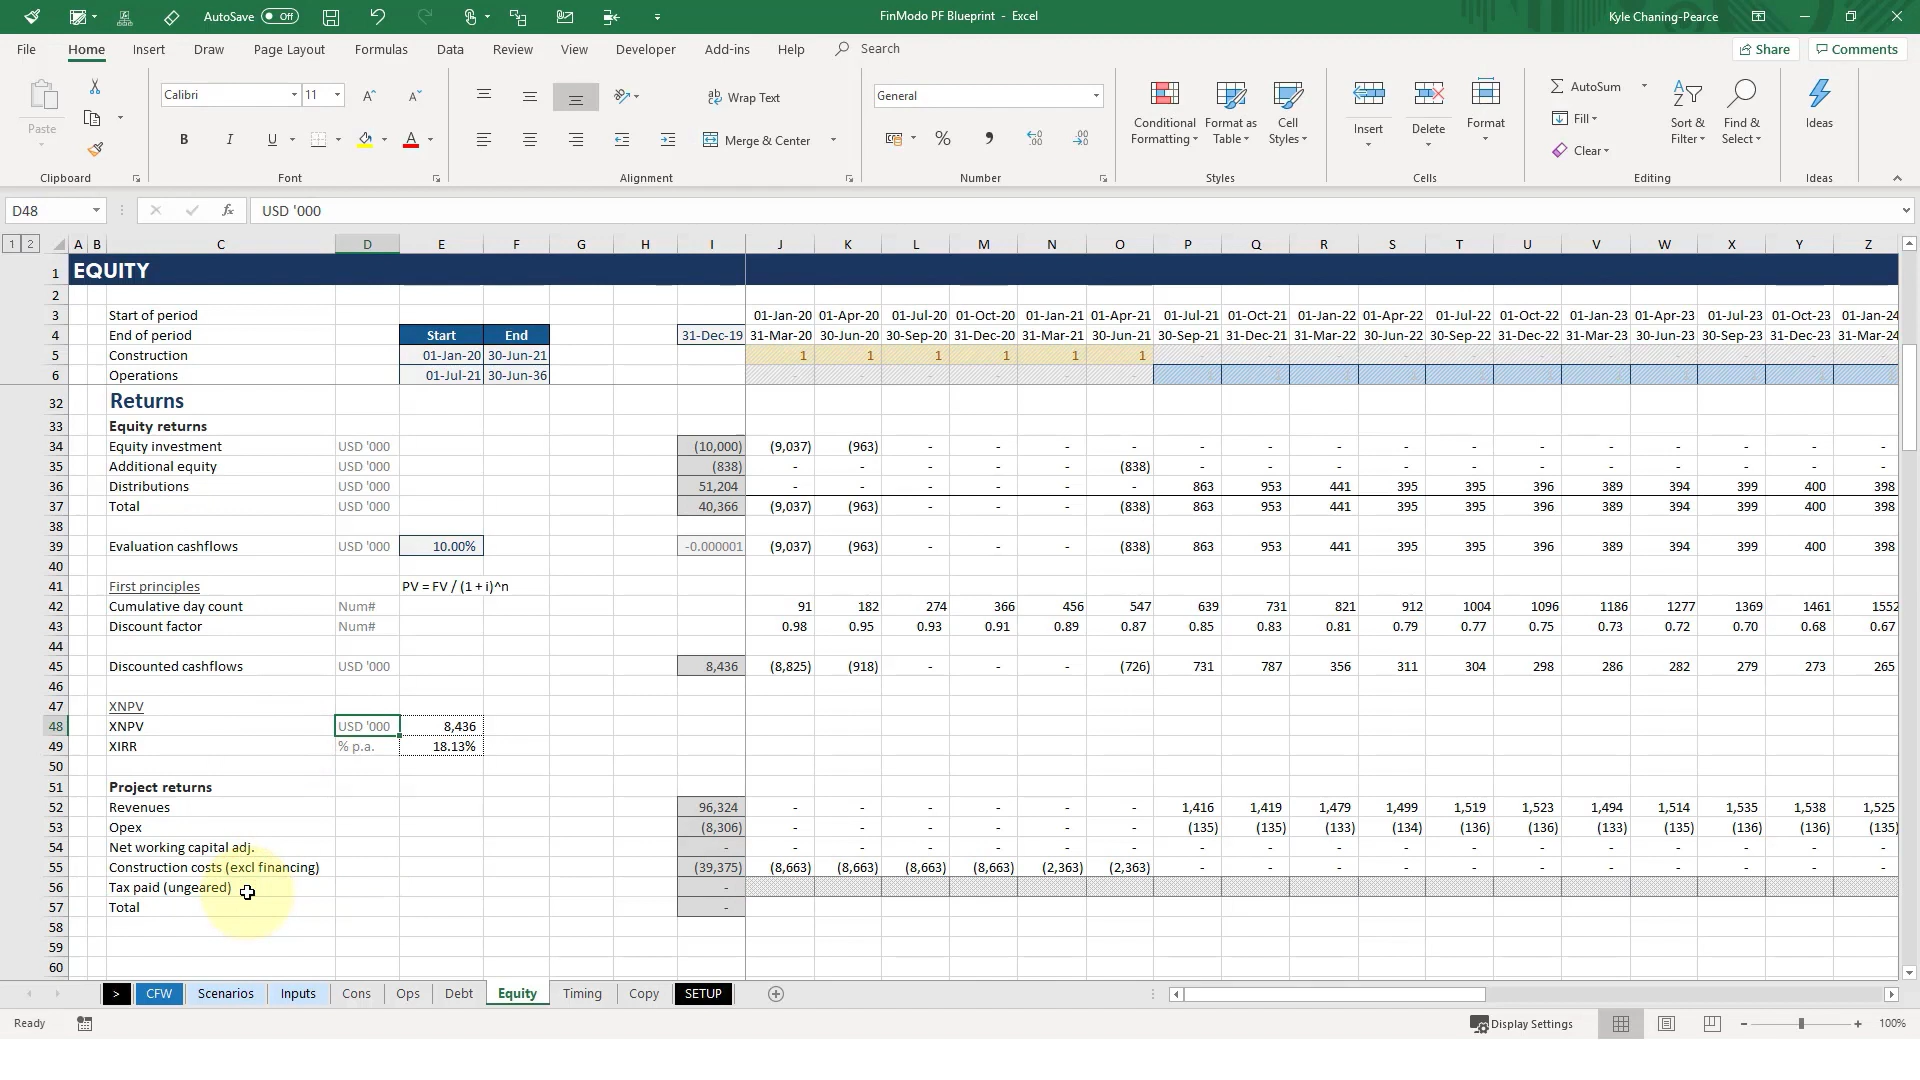 AutoSave Off FinModo PF Blueprint - Excel Kyle Chaning-Pearce
File Home Insert Draw Page Layout Formulas Data Review View Developer Add-ins Help Search Share Comments
Paste Calibri 11 A^ A˅ B I U A
Wrap Text Merge & Center General % ,
Conditional Formatting Format as Table Cell Styles Insert Delete Format AutoSum Fill Clear Sort & Filter Find & Select Ideas
Clipboard Font Alignment Number Styles Cells Editing Ideas
D48 fx USD '000
1 2 A B C D E F G H I J K L M N O P Q R S T U V W X Y Z
1 EQUITY
2
3 Start of period 01-Jan-20 01-Apr-20 01-Jul-20 01-Oct-20 01-Jan-21 01-Apr-21 01-Jul-21 01-Oct-21 01-Jan-22 01-Apr-22 01-Jul-22 01-Oct-22 01-Jan-23 01-Apr-23 01-Jul-23 01-Oct-23 01-Jan-24
4 End of period Start End 31-Dec-19 31-Mar-20 30-Jun-20 30-Sep-20 31-Dec-20 31-Mar-21 30-Jun-21 30-Sep-21 31-Dec-21 31-Mar-22 30-Jun-22 30-Sep-22 31-Dec-22 31-Mar-23 30-Jun-23 30-Sep-23 31-Dec-23 31-Mar-24
5 Construction 01-Jan-20 30-Jun-21 1 1 1 1 1 1 - - - - - - - - - - -
6 Operations 01-Jul-21 30-Jun-36 - - - - - - 1 1 1 1 1 1 1 1 1 1 1
32 Returns
33 Equity returns
34 Equity investment USD '000 (10,000) (9,037) (963) - - - - - - - - - - - - - - -
35 Additional equity USD '000 (838) - - - - - (838) - - - - - - - - - - -
36 Distributions USD '000 51,204 - - - - - - 863 953 441 395 395 396 389 394 399 400 398
37 Total USD '000 40,366 (9,037) (963) - - - (838) 863 953 441 395 395 396 389 394 399 400 398
38
39 Evaluation cashflows USD '000 10.00% -0.000001 (9,037) (963) - - - (838) 863 953 441 395 395 396 389 394 399 400 398
40
41 First principles PV = FV / (1 + i)^n
42 Cumulative day count Num# 91 182 274 366 456 547 639 731 821 912 1004 1096 1186 1277 1369 1461 1552
43 Discount factor Num# 0.98 0.95 0.93 0.91 0.89 0.87 0.85 0.83 0.81 0.79 0.77 0.75 0.73 0.72 0.70 0.68 0.67
44
45 Discounted cashflows USD '000 8,436 (8,825) (918) - - - (726) 731 787 356 311 304 298 286 282 279 273 265
46
47 XNPV
48 XNPV USD '000 8,436
49 XIRR % p.a. 18.13%
50
51 Project returns
52 Revenues 96,324 - - - - - - 1,416 1,419 1,479 1,499 1,519 1,523 1,494 1,514 1,535 1,538 1,525
53 Opex (8,306) - - - - - - (135) (135) (133) (134) (136) (136) (133) (135) (136) (136) (135)
54 Net working capital adj. - - - - - - - - - - - - - - - - - -
55 Construction costs (excl financing) (39,375) (8,663) (8,663) (8,663) (8,663) (2,363) (2,363) - - - - - - - - - - -
56 Tax paid (ungeared) -
57 Total -
58
59
60
> CFW Scenarios Inputs Cons Ops Debt Equity Timing Copy SETUP
Ready Display Settings 100%